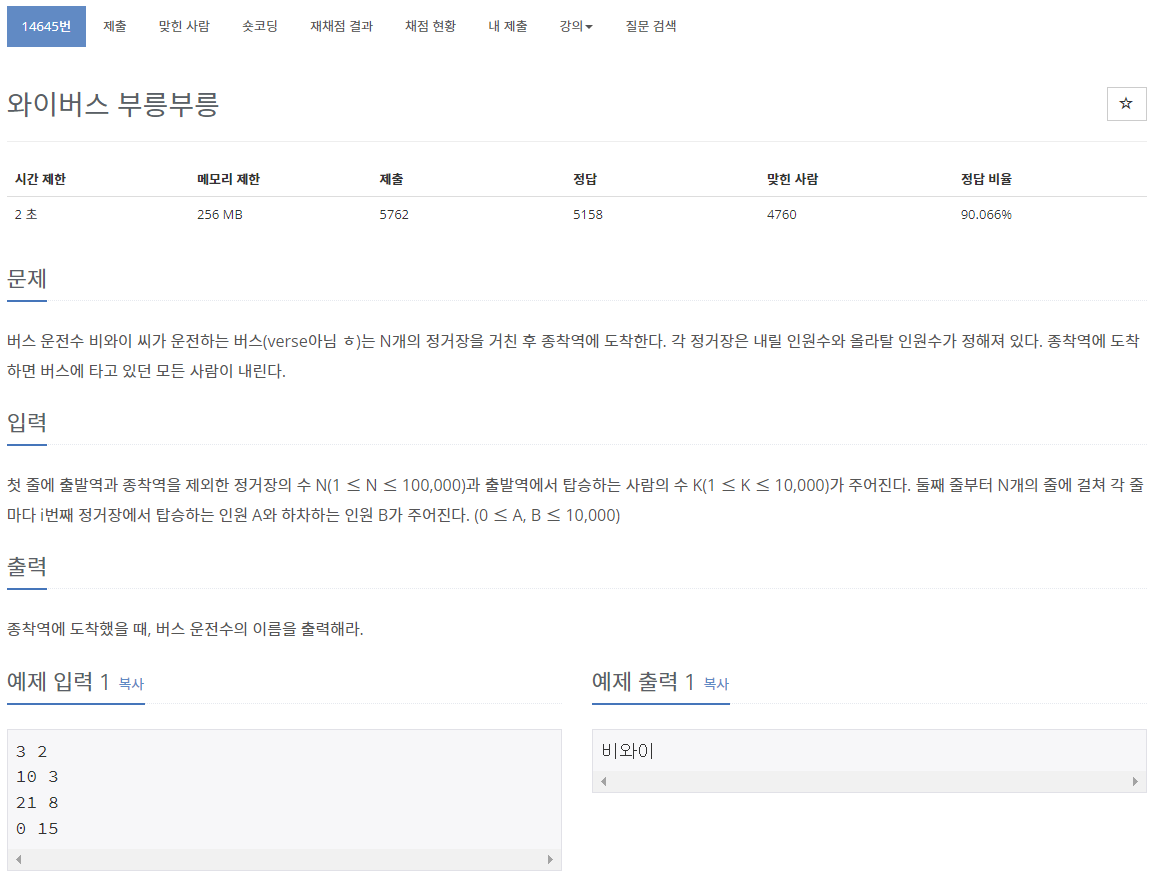 14645번 제출 맞힌 사람 숏코딩 재채점 결과 채점 현황 내 제출 강의 질문 검색
와이버스 부릉부릉
시간 제한 메모리 제한 제출 정답 맞힌 사람 정답 비율
2 초 256 MB 5762 5158 4760 90.066%
문제
버스 운전수 비와이 씨가 운전하는 버스(verse아님 ㅎ)는 N개의 정거장을 거친 후 종착역에 도착한다. 각 정거장은 내릴 인원수와 올라탈 인원수가 정해져 있다. 종착역에 도착
하면 버스에 타고 있던 모든 사람이 내린다.
입력
첫 줄에 출발역과 종착역을 제외한 정거장의 수 N(1 ≤ N ≤ 100,000)과 출발역에서 탑승하는 사람의 수 K(1 ≤ K ≤ 10,000)가 주어진다. 둘째 줄부터 N개의 줄에 걸쳐 각 줄
마다 i번째 정거장에서 탑승하는 인원 A와 하차하는 인원 B가 주어진다. (0 ≤ A, B ≤ 10,000)
출력
종착역에 도착했을 때, 버스 운전수의 이름을 출력해라.
예제 입력 1 복사
3 2
10 3
21 8
0 15
예제 출력 1 복사
비와이